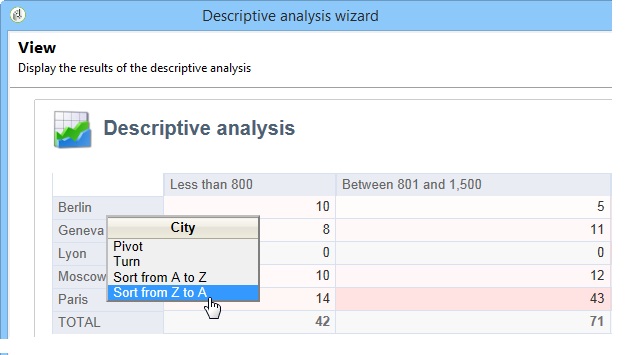 Descriptive analysis wizard
View
Display the results of the descriptive analysis
Descriptive analysis
Less than 800 Between 801 and 1,500
Berlin 10 5
Geneva 8 11
Lyon 0 0
Moscow 10 12
Paris 14 43
TOTAL 42 71
City
Pivot
Turn
Sort from A to Z
Sort from Z to A